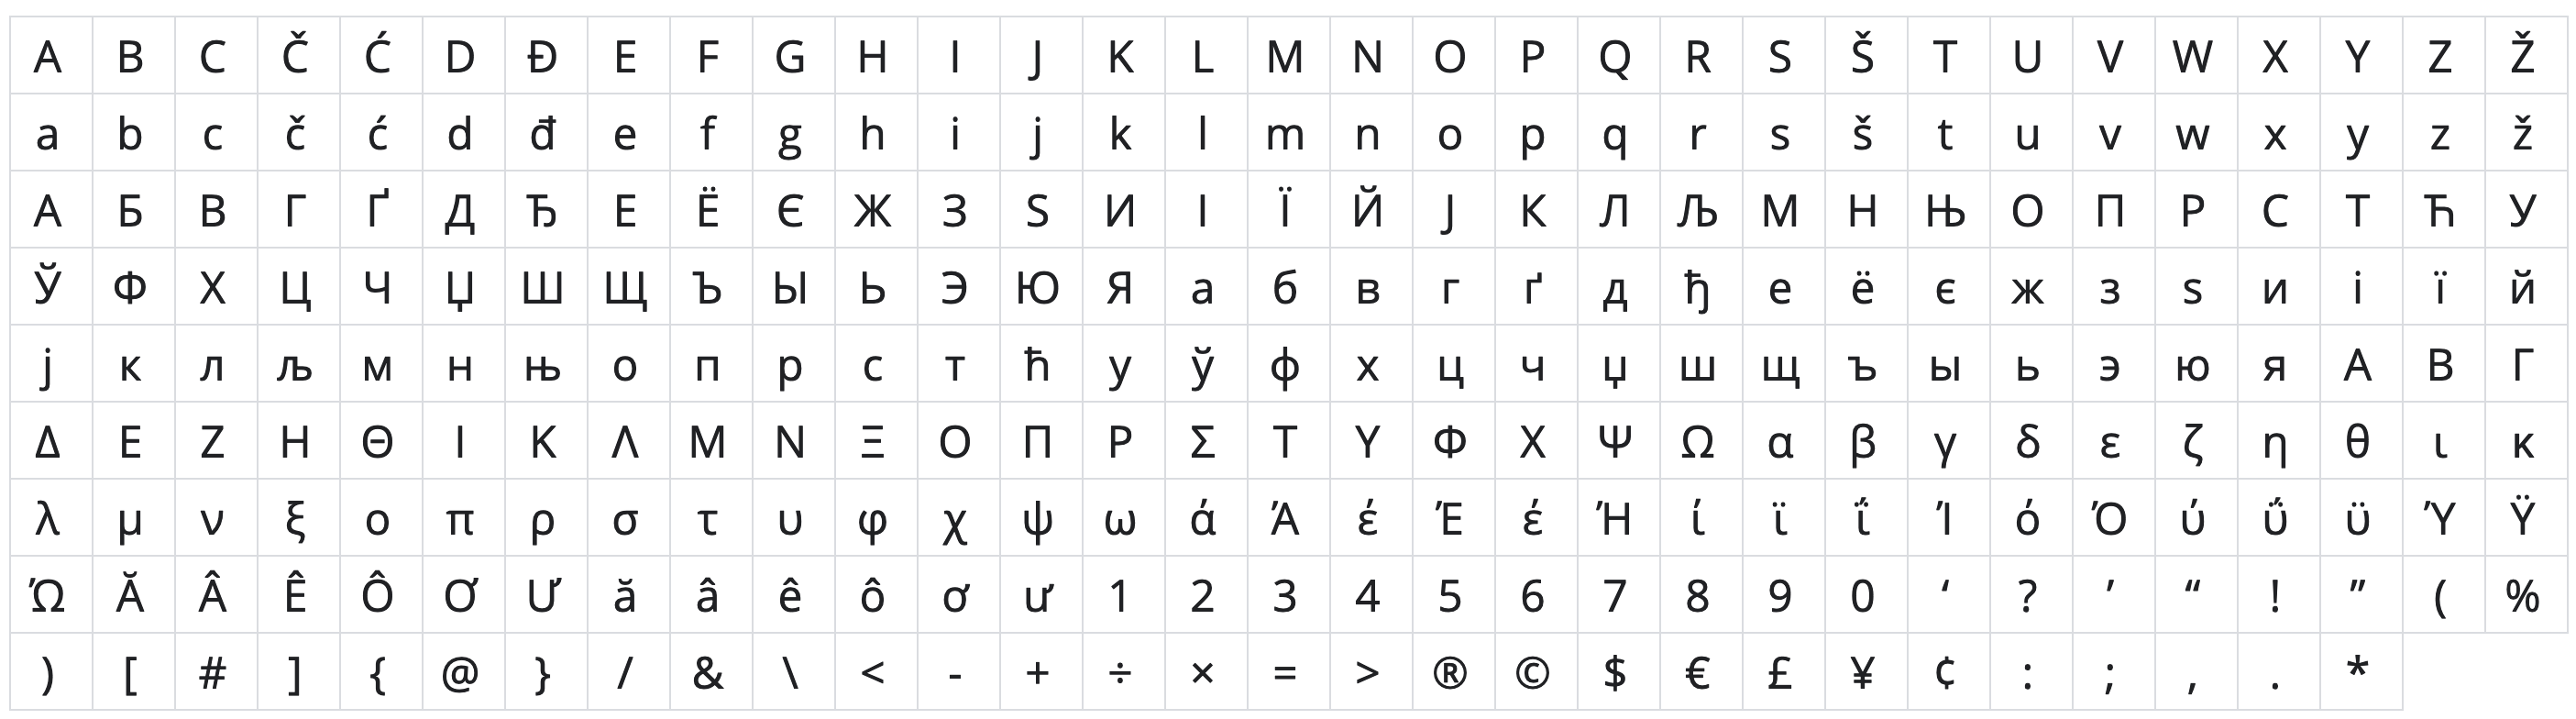 A B C Č Ć D Đ E F G H I J K L M N O P Q R S Š T U V W X Y Z Ž
a b c č ć d đ e f g h i j k l m n o p q r s š t u v w x y z ž
А Б В Г Ґ Д Ђ Е Ё Є Ж З Ѕ И І Ї Й Ј К Л Љ М Н Њ О П Р С Т Ћ У
Ў Ф Х Ц Ч Џ Ш Щ Ъ Ы Ь Э Ю Я а б в г ґ д ђ е ё є ж з ѕ и і ї й
ј к л љ м н њ о п р с т ћ у ў ф х ц ч џ ш щ ъ ы ь э ю я Α Β Γ
Δ Ε Ζ Η Θ Ι Κ Λ Μ Ν Ξ Ο Π Ρ Σ Τ Υ Φ Χ Ψ Ω α β γ δ ε ζ η θ ι κ
λ μ ν ξ ο π ρ σ τ υ φ χ ψ ω ά Ά έ Έ έ Ή ί ϊ ΐ Ί ό Ό ύ ΰ ϋ Ύ Ϋ
Ώ Ă Â Ê Ô Ơ Ư ă â ê ô ơ ư 1 2 3 4 5 6 7 8 9 0 ‘ ? ’ “ ! ” ( %
) [ # ] { @ } / & \ < - + ÷ × = > ® © $ € £ ¥ ¢ : ; , . *